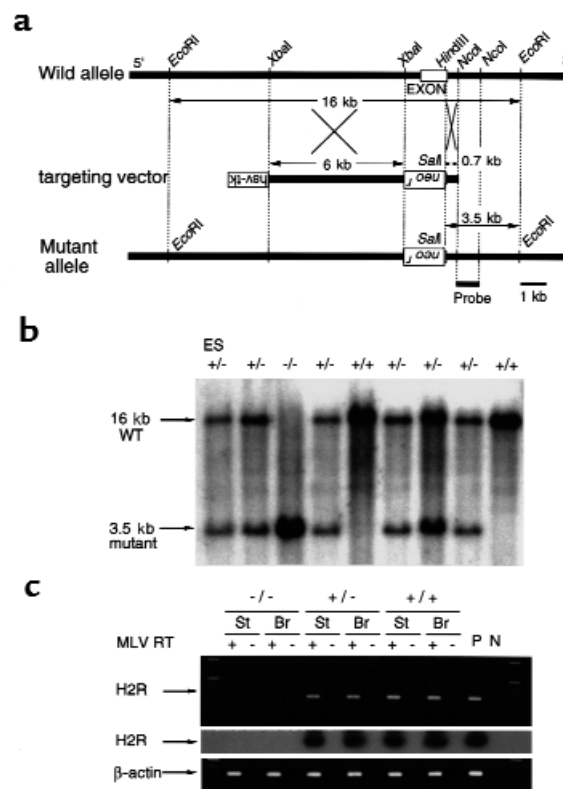 a
5' EcoRI XbaI XbaI HindIII NcoI NcoI EcoRI
Wild allele
EXON
16 kb
6 kb
SalI
0.7 kb
targeting vector
hsv-tk
neo r
3.5 kb
EcoRI
SalI
EcoRI
Mutant
allele
neo r
Probe
1 kb
b
ES
+/- +/- -/- +/- +/+ +/- +/- +/- +/+
16 kb
WT
3.5 kb
mutant
c
- / - + / - + / +
St Br St Br St Br
MLV RT + - + - + - + - + - + - P N
H2R
H2R
β-actin